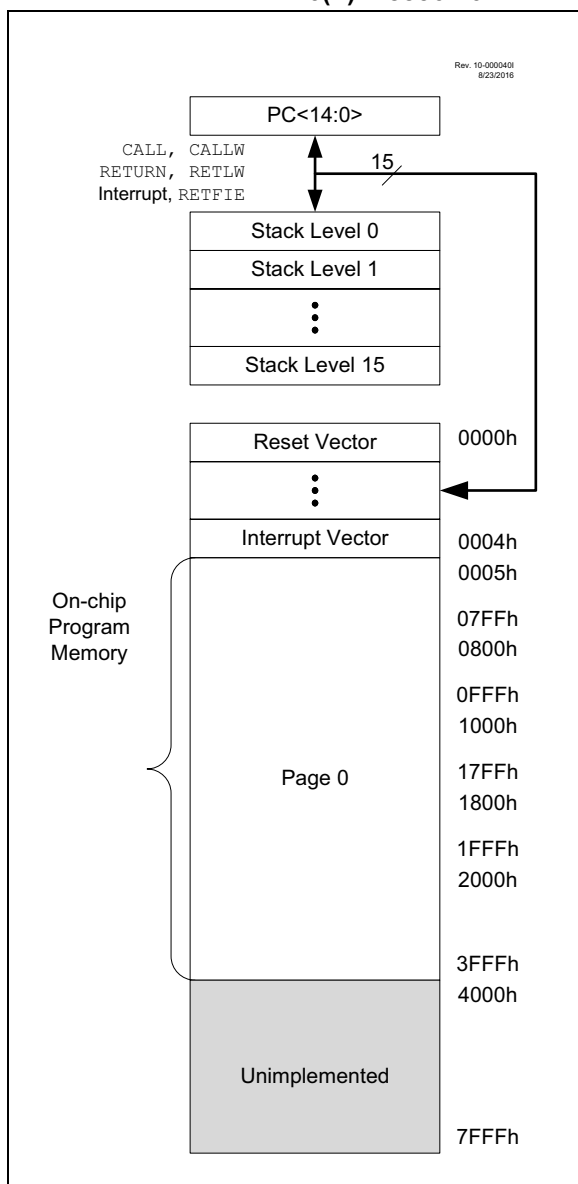 Rev. 10-000040I
8/23/2016
PC<14:0>
CALL, CALLW
RETURN, RETLW
Interrupt, RETFIE
15
Stack Level 0
Stack Level 1
Stack Level 15
Reset Vector
0000h
Interrupt Vector
0004h
0005h
On-chip
Program
Memory
07FFh
0800h
0FFFh
1000h
Page 0
17FFh
1800h
1FFFh
2000h
3FFFh
4000h
Unimplemented
7FFFh